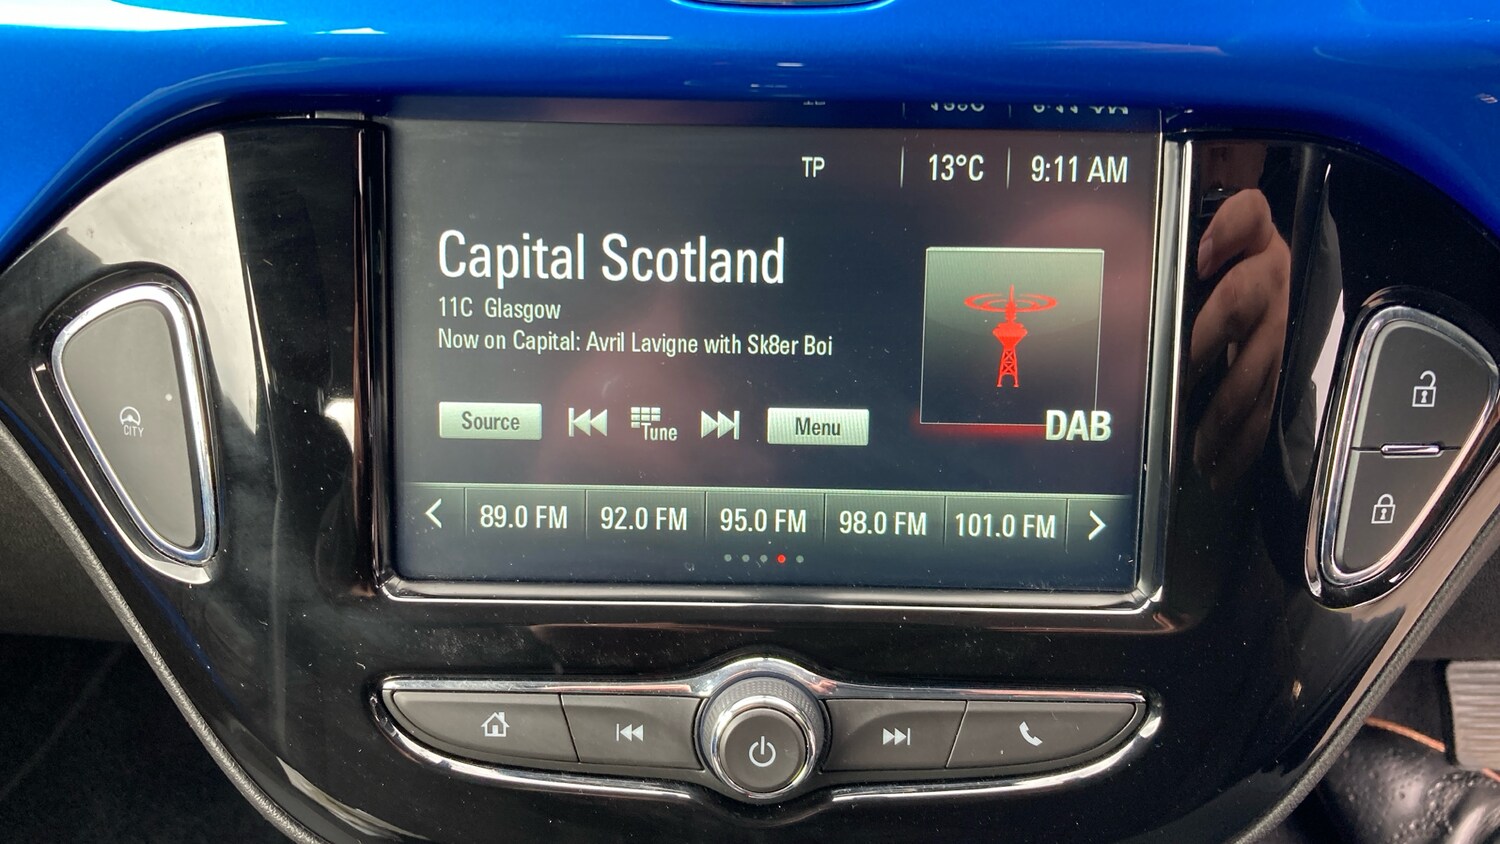 TP 13°C 9:11 AM
Capital Scotland
11C Glasgow
Now on Capital: Avril Lavigne with Sk8er Boi
Source Tune Menu
DAB
89.0 FM 92.0 FM 95.0 FM 98.0 FM 101.0 FM
CITY